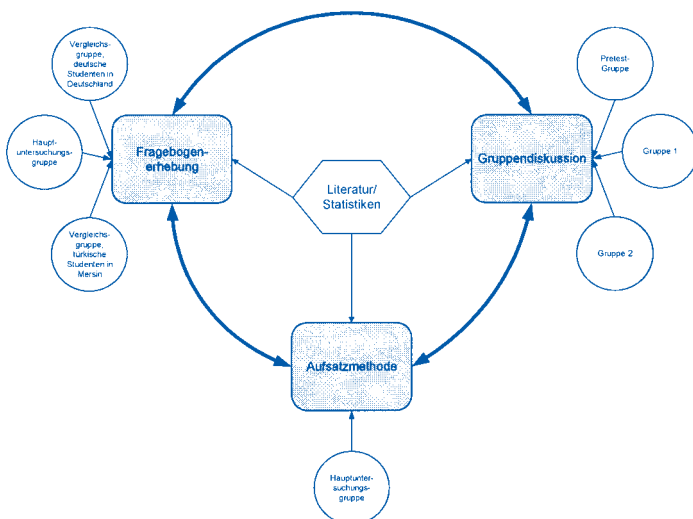 Vergleichs-
gruppe,
deutsche
Studenten in
Deutschland
Pretest-
Gruppe
Fragebogen-
erhebung
Gruppendiskussion
Haupt-
untersuchungs-
gruppe
Gruppe 1
Literatur/
Statistiken
Vergleichs-
gruppe,
türkische
Studenten in
Mersin
Gruppe 2
Aufsatzmethode
Hauptunter-
suchungs-
gruppe